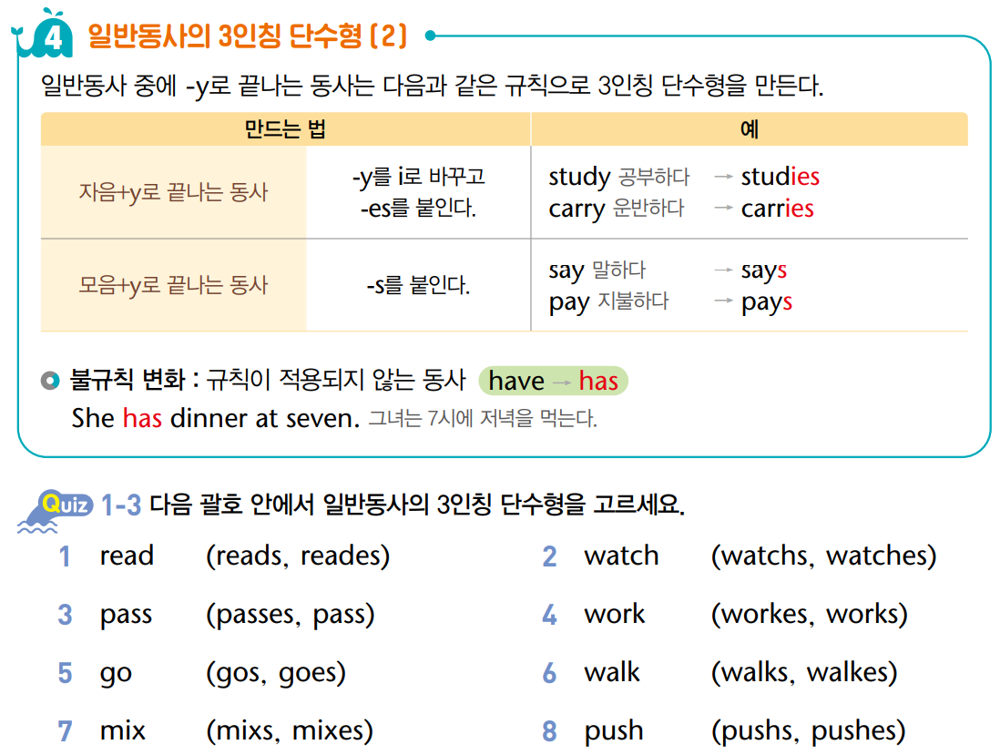 4 일반동사의 3인칭 단수형 (2)
일반동사 중에 -y로 끝나는 동사는 다음과 같은 규칙으로 3인칭 단수형을 만든다.
만드는 법 예
자음+y로 끝나는 동사 -y를 i로 바꾸고 -es를 붙인다.
study 공부하다 → studies
carry 운반하다 → carries
모음+y로 끝나는 동사 -s를 붙인다.
say 말하다 → says
pay 지불하다 → pays
불규칙 변화 : 규칙이 적용되지 않는 동사 have → has
She has dinner at seven. 그녀는 7시에 저녁을 먹는다.
Quiz 1-3 다음 괄호 안에서 일반동사의 3인칭 단수형을 고르세요.
1 read (reads, reades) 2 watch (watchs, watches)
3 pass (passes, pass) 4 work (workes, works)
5 go (gos, goes) 6 walk (walks, walkes)
7 mix (mixs, mixes) 8 push (pushs, pushes)